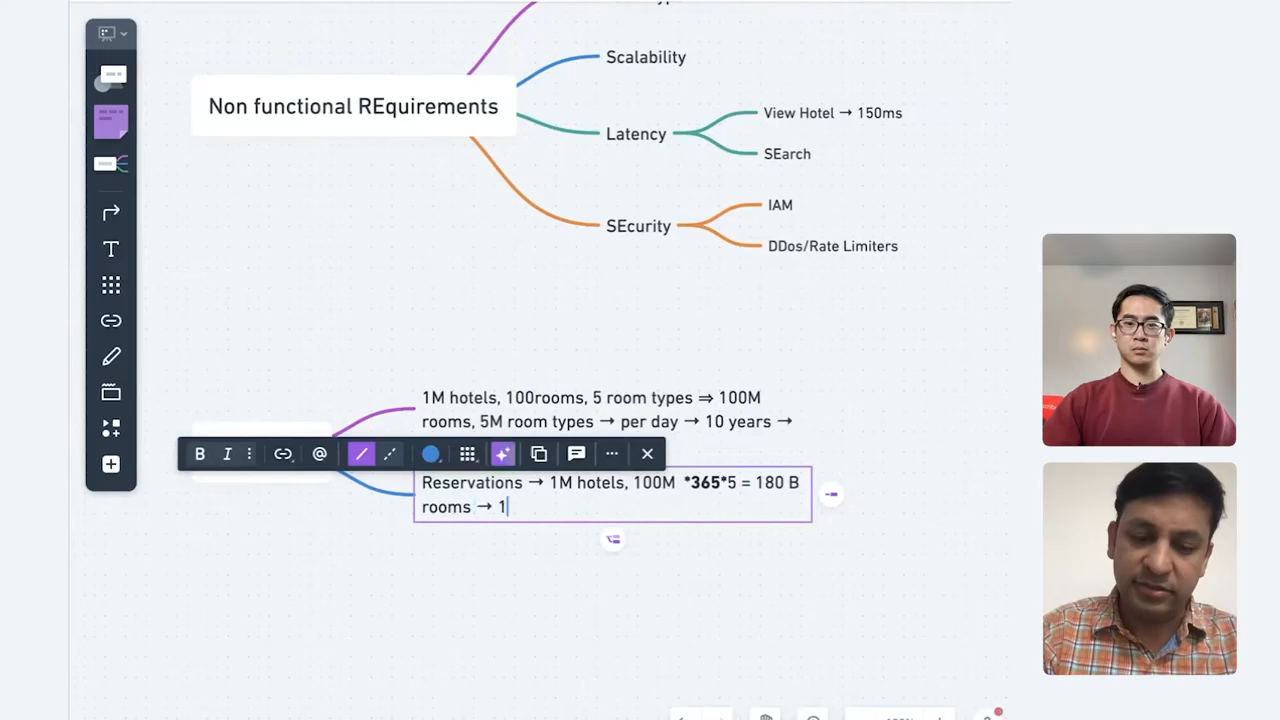 Scalability
Non functional REquirements
View Hotel → 150ms
Latency
SEarch
IAM
SEcurity
DDos/Rate Limiters
1M hotels, 100rooms, 5 room types ⇒ 100M
rooms, 5M room types → per day → 10 years →
B I @
Reservations → 1M hotels, 100M *365*5 = 180 B
rooms → 1
T